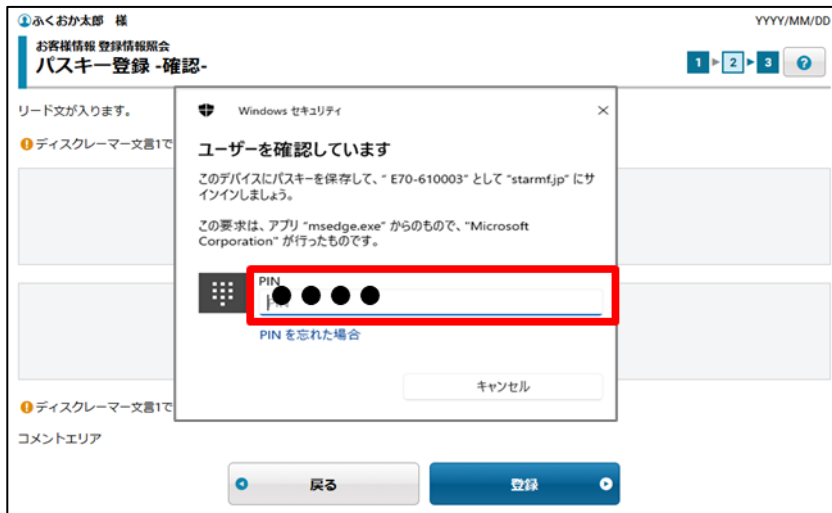 ふくおか太郎 様
YYYY/MM/DD
お客様情報 登録情報照会
パスキー登録 -確認-
1 2 3 ?
リード文が入ります。
Windows セキュリティ
ディスクレーマー文言1で
ユーザーを確認しています
このデバイスにパスキーを保存して、" E70-610003" として "starmf.jp" にサ
インインしましょう。
この要求は、アプリ "msedge.exe" からのもので、"Microsoft
Corporation" が行ったものです。
PIN
PIN を忘れた場合
キャンセル
ディスクレーマー文言1で
コメントエリア
戻る
登録